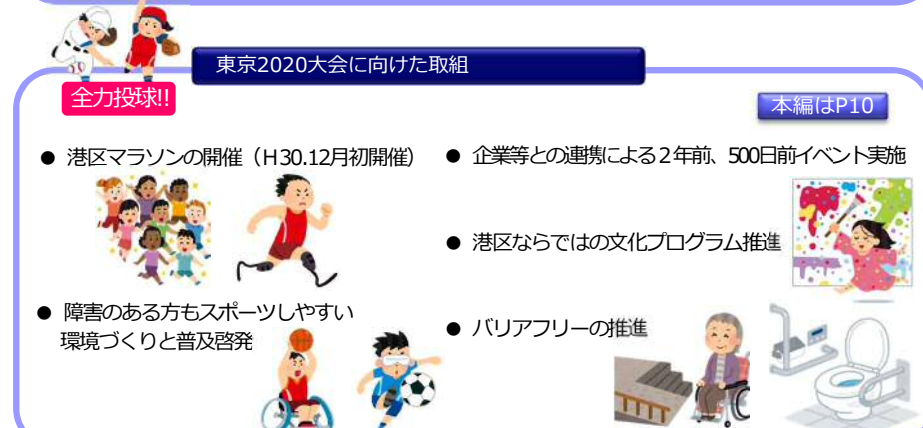 東京2020大会に向けた取組
全力投球!!
本編はP10
● 港区マラソンの開催（H30.12月初開催）
● 企業等との連携による２年前、500日前イベント実施
● 港区ならではの文化プログラム推進
● 障害のある方もスポーツしやすい
環境づくりと普及啓発
● バリアフリーの推進